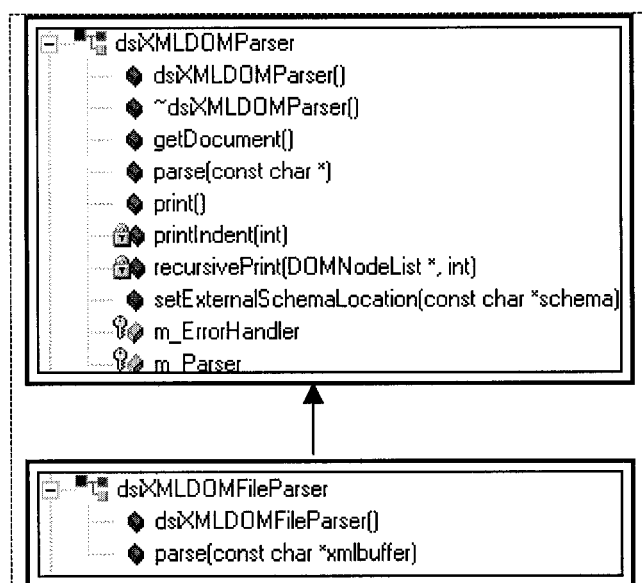 dsiXMLDOMParser
dsiXMLDOMParser()
~dsiXMLDOMParser()
getDocument()
parse(const char *)
print()
printIndent(int)
recursivePrint(DOMNodeList *, int)
setExternalSchemaLocation(const char *schema)
m_ErrorHandler
m_Parser
dsiXMLDOMFileParser
dsiXMLDOMFileParser()
parse(const char *xmlbuffer)